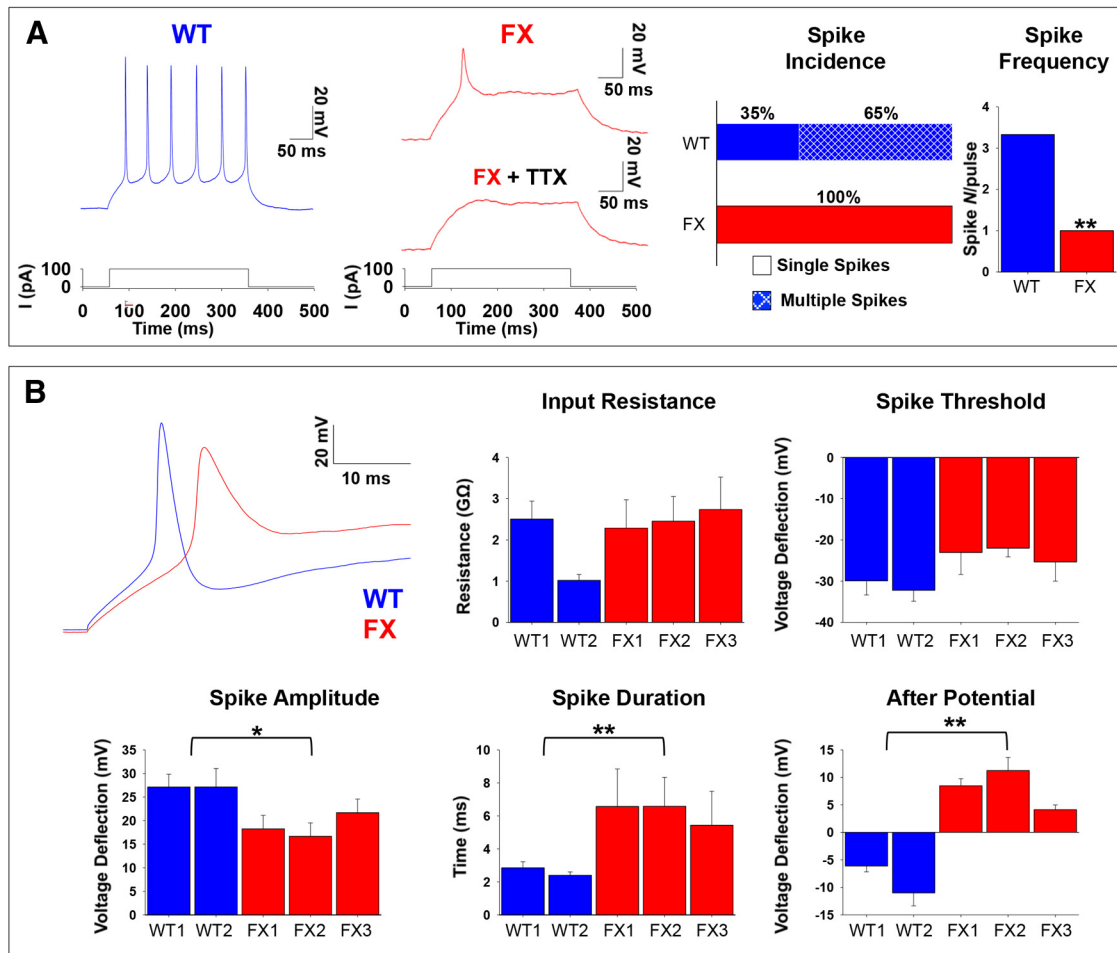 A
WT
20 mV
50 ms
I (pA)
100
0
0 100 200 300 400 500
Time (ms)
FX
20 mV
50 ms
FX + TTX
20 mV
50 ms
I (pA)
100
0
0 100 200 300 400 500
Time (ms)
Spike
Incidence
35% 65%
WT
100%
FX
Single Spikes
Multiple Spikes
Spike
Frequency
Spike N/pulse
4
3
2
1
0
**
WT FX
B
20 mV
10 ms
WT
FX
Input Resistance
Resistance (GΩ)
4
3
2
1
0
WT1 WT2 FX1 FX2 FX3
Spike Threshold
Voltage Deflection (mV)
0
-10
-20
-30
-40
WT1 WT2 FX1 FX2 FX3
Spike Amplitude
*
Voltage Deflection (mV)
35
30
25
20
15
10
5
0
WT1 WT2 FX1 FX2 FX3
Spike Duration
**
Time (ms)
10
8
6
4
2
0
WT1 WT2 FX1 FX2 FX3
After Potential
**
Voltage Deflection (mV)
15
10
5
0
-5
-10
-15
WT1 WT2 FX1 FX2 FX3